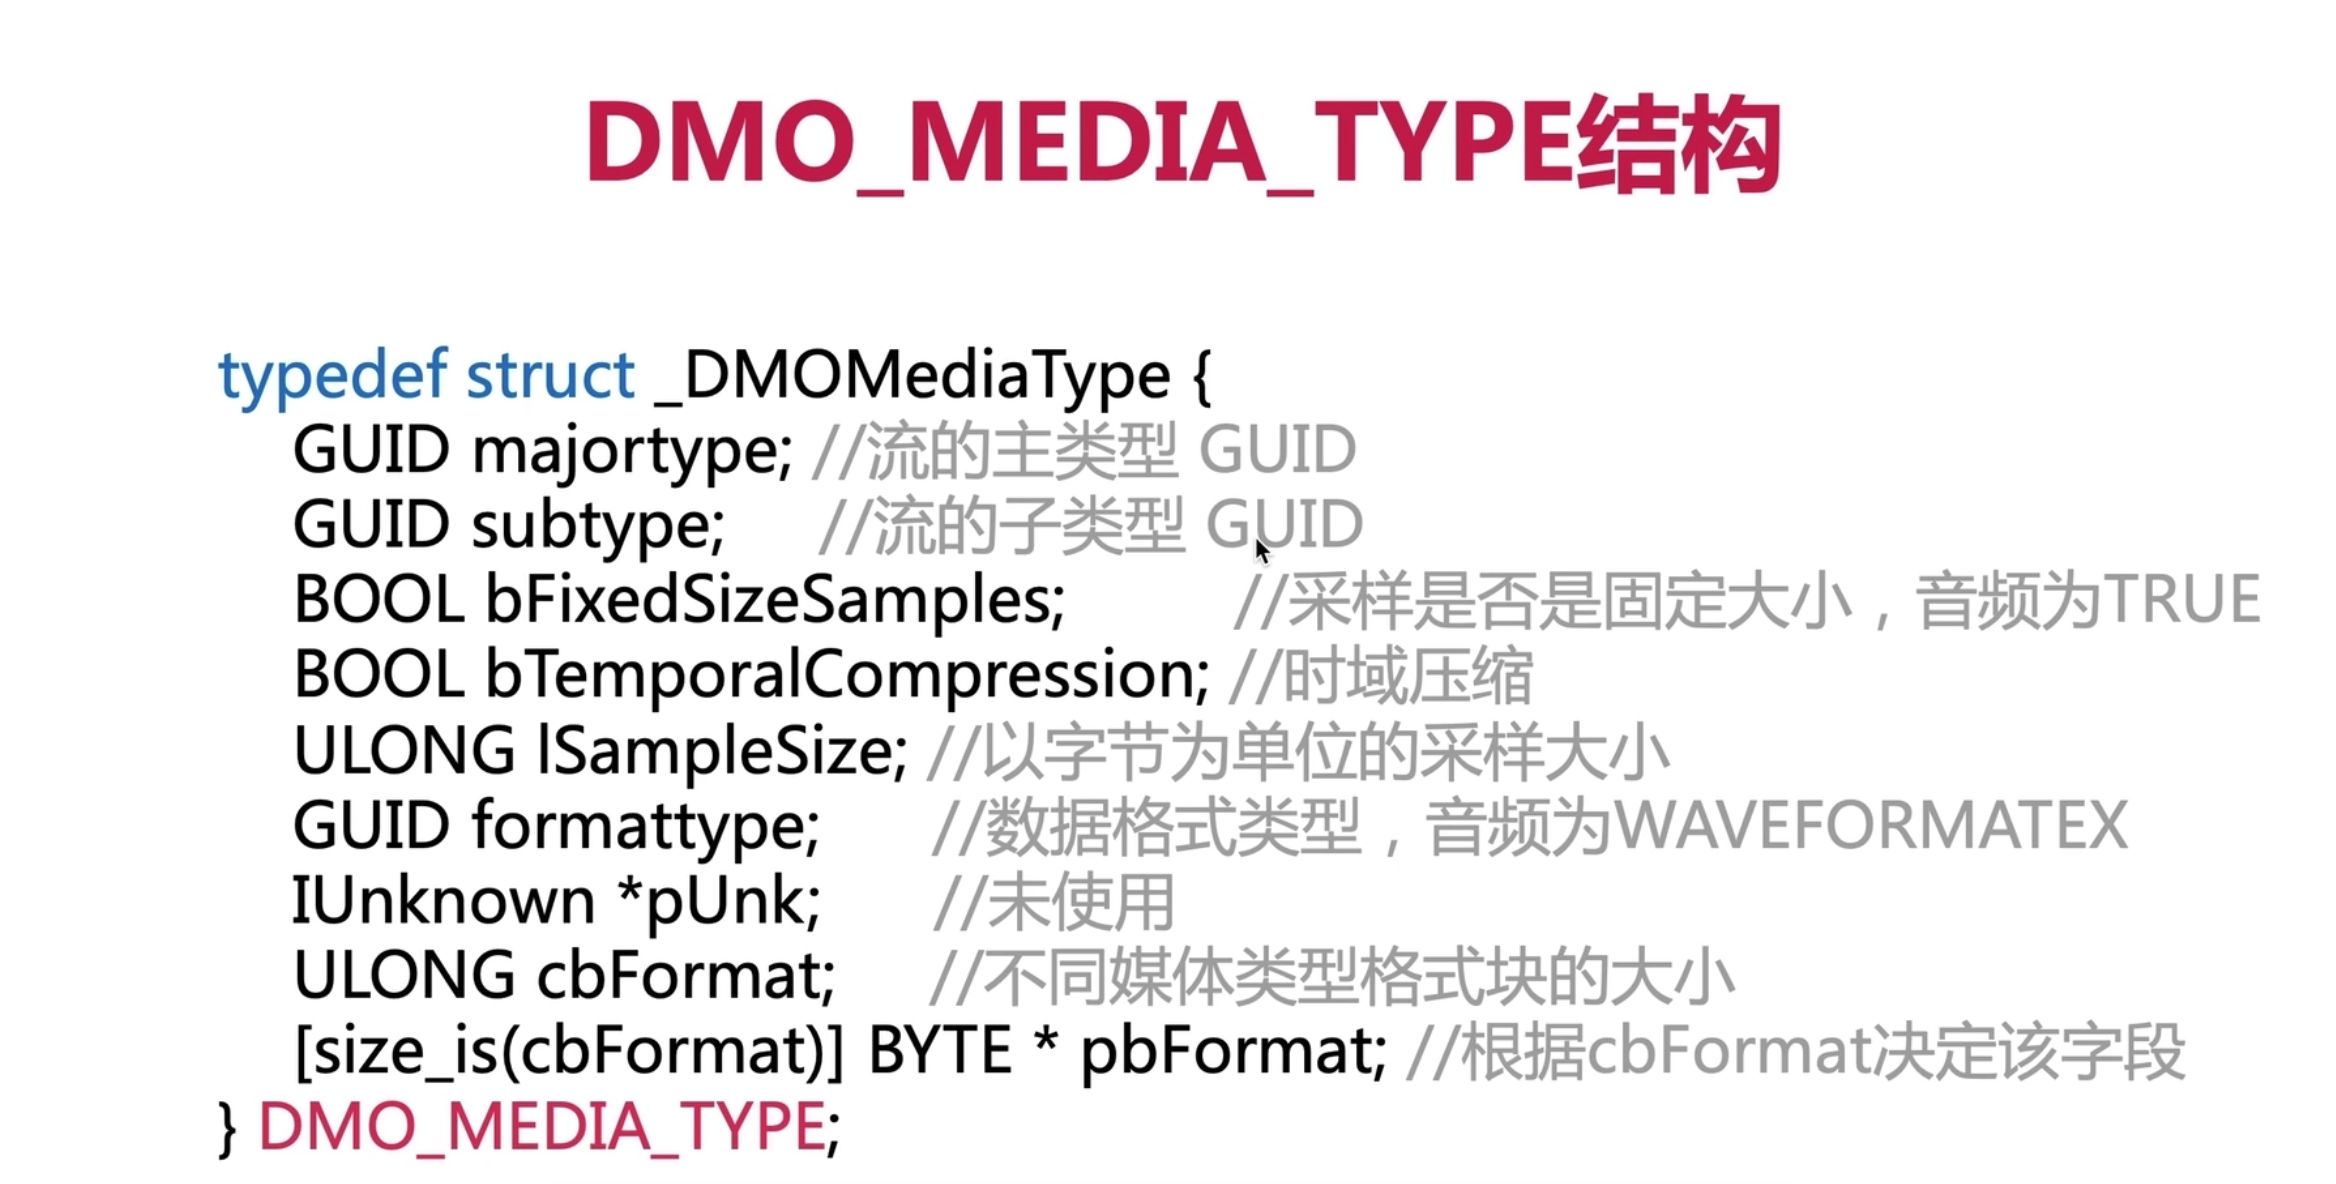 DMO_MEDIA_TYPE结构
typedef struct _DMOMediaType {
GUID majortype; //流的主类型 GUID
GUID subtype; //流的子类型 GUID
BOOL bFixedSizeSamples; //采样是否是固定大小，音频为TRUE
BOOL bTemporalCompression; //时域压缩
ULONG lSampleSize; //以字节为单位的采样大小
GUID formattype; //数据格式类型，音频为WAVEFORMATEX
IUnknown *pUnk; //未使用
ULONG cbFormat; //不同媒体类型格式块的大小
[size_is(cbFormat)] BYTE * pbFormat; //根据cbFormat决定该字段
} DMO_MEDIA_TYPE;